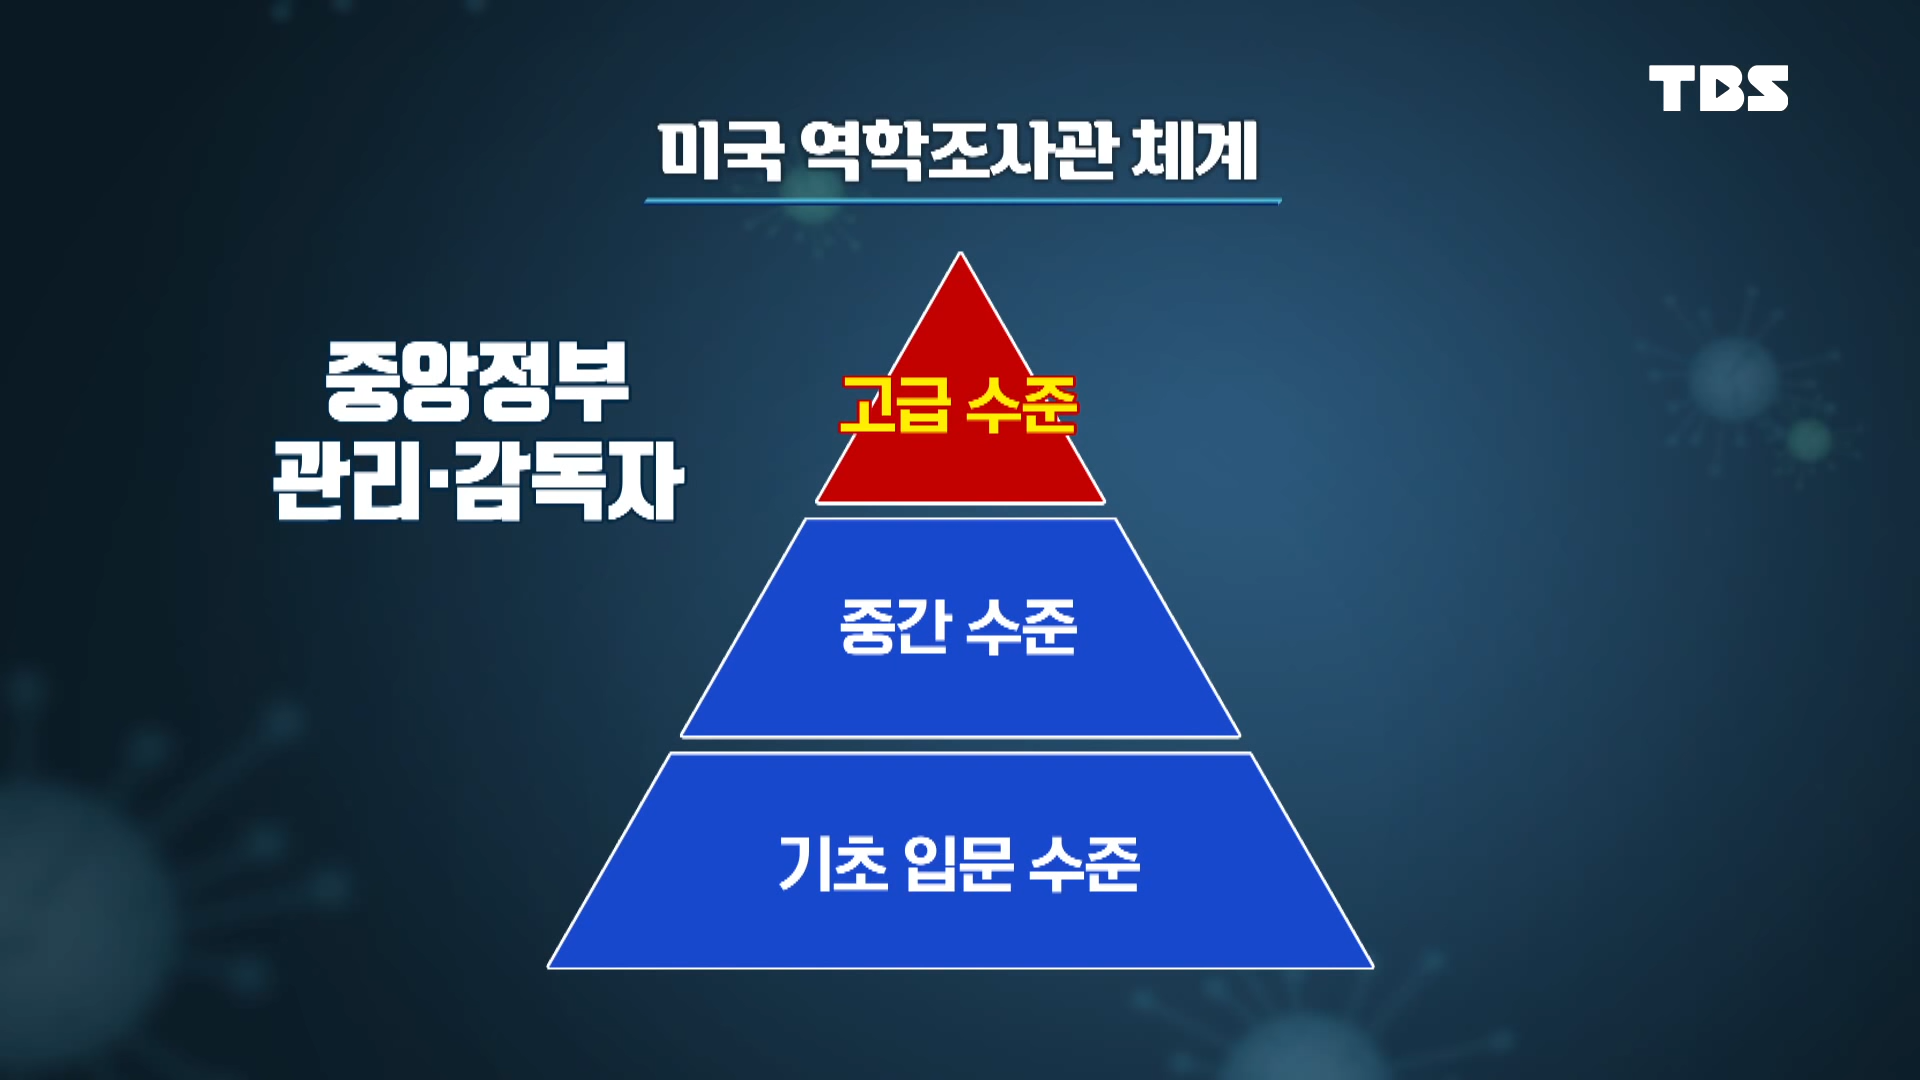 TBS
미국 역학조사관 체계
중앙정부
관리·감독자
고급 수준
중간 수준
기초 입문 수준